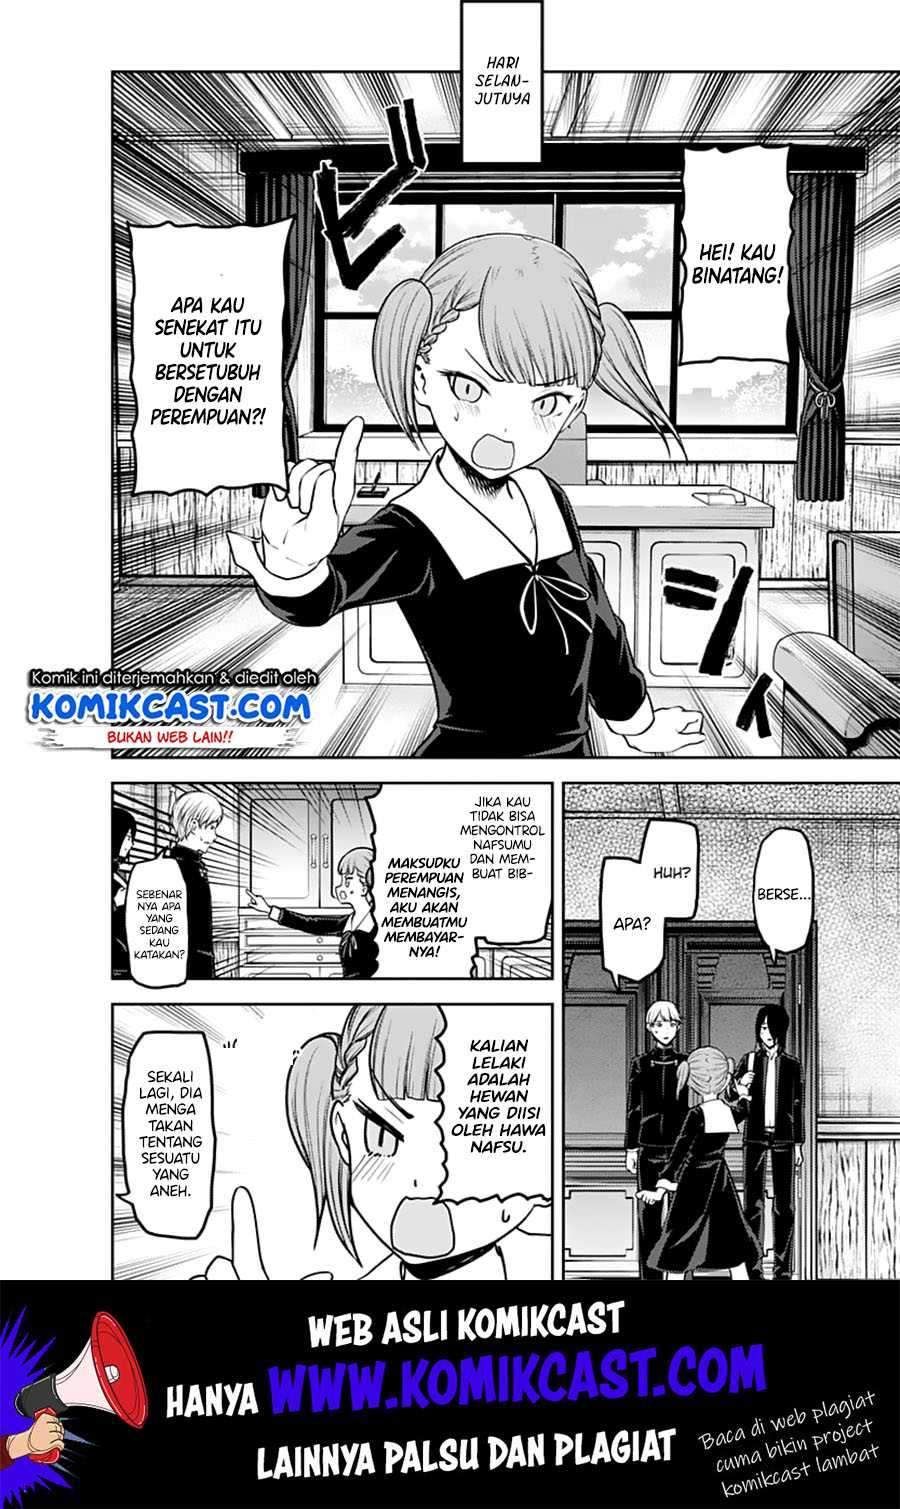 HARI
SELAN-
JUTNYA
HEI! KAU
BINATANG!
APA KAU
SENEKAT ITU
UNTUK
BERSETUBUH
DENGAN
PEREMPUAN?!
Komik ini diterjemahkan & diedit oleh
KOMIKCAST.COM
BUKAN WEB LAIN!!
BERSE...
HUH?
APA?
JIKA KAU
TIDAK BISA
MENGONTROL
NAFSUMU
DAN MEM-
BUAT BIB-
MAKSUDKU
PEREMPUAN
MENANGIS,
AKU AKAN
MEMBUATMU
MEMBAYAR-
NYA!
SEBENAR
NYA APA
YANG
SEDANG
KAU
KATAKAN?
KALIAN
LELAKI
ADALAH
HEWAN
YANG DIISI
OLEH HAWA
NAFSU.
SEKALI
LAGI, DIA
MENGA
TAKAN
TENTANG
SESUATU
YANG
ANEH.
WEB ASLI KOMIKCAST
HANYA WWW.KOMIKCAST.COM
LAINNYA PALSU DAN PLAGIAT
Baca di web plagiat
cuma bikin project
komikcast lambat